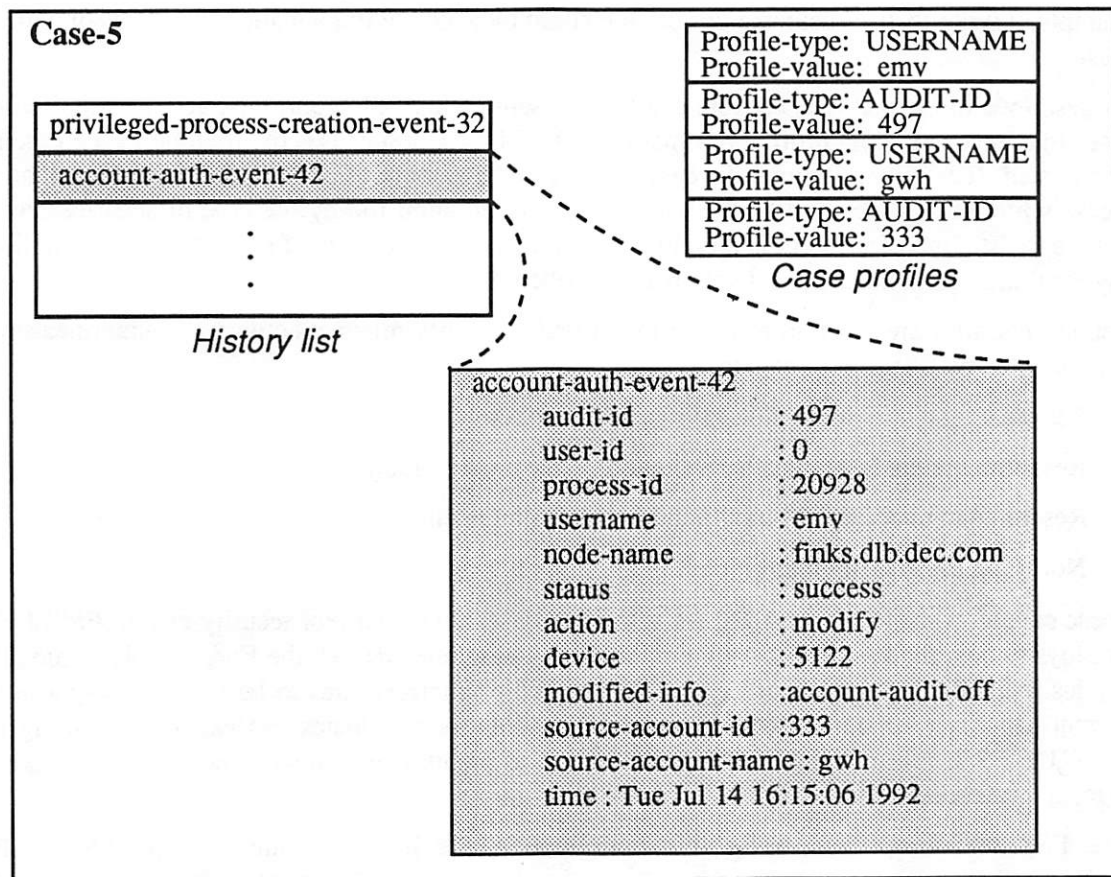 Case-5
Profile-type: USERNAME
Profile-value: emv
Profile-type: AUDIT-ID
Profile-value: 497
Profile-type: USERNAME
Profile-value: gwh
Profile-type: AUDIT-ID
Profile-value: 333
Case profiles
privileged-process-creation-event-32
account-auth-event-42
.
.
.
History list
account-auth-event-42
audit-id : 497
user-id : 0
process-id : 20928
username : emv
node-name : finks.dlb.dec.com
status : success
action : modify
device : 5122
modified-info :account-audit-off
source-account-id :333
source-account-name : gwh
time : Tue Jul 14 16:15:06 1992